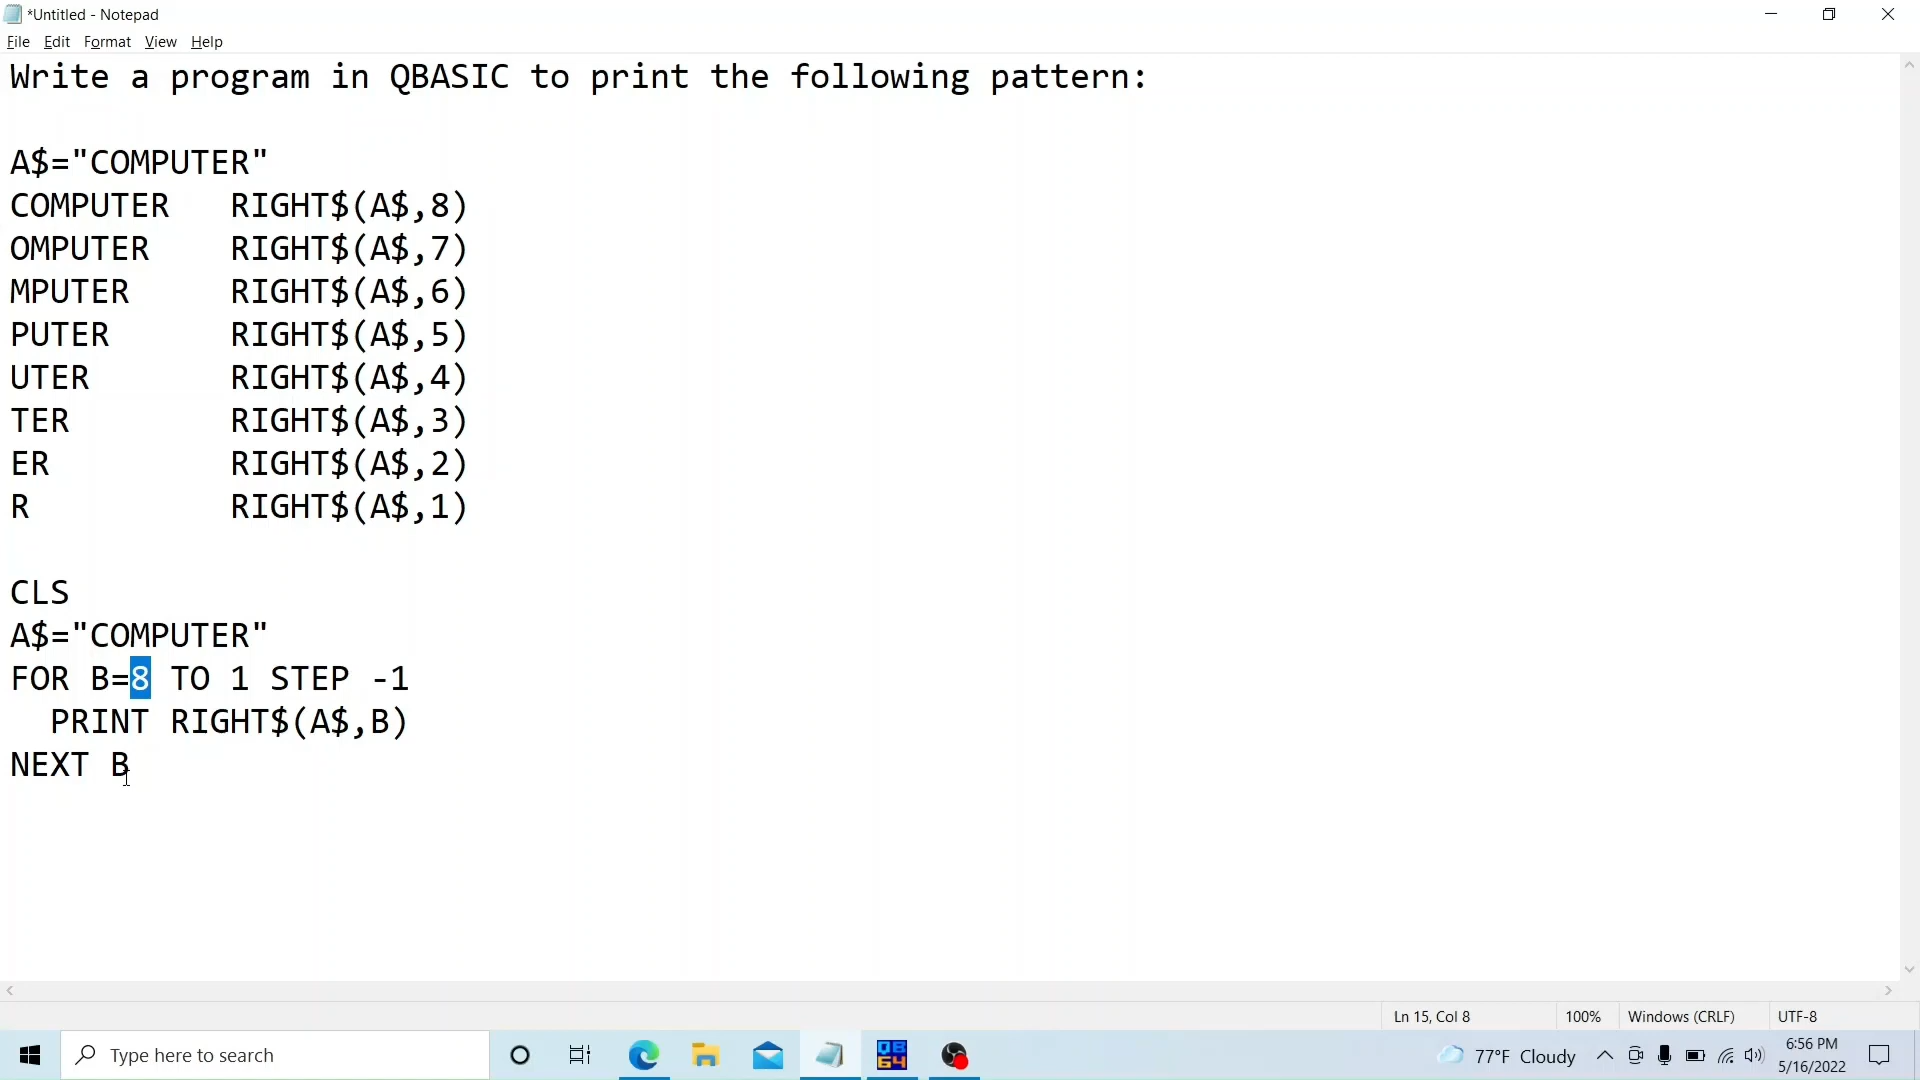 *Untitled - Notepad
File Edit Format View Help
Write a program in QBASIC to print the following pattern:
A$="COMPUTER"
COMPUTER RIGHT$(A$,8)
OMPUTER RIGHT$(A$,7)
MPUTER RIGHT$(A$,6)
PUTER RIGHT$(A$,5)
UTER RIGHT$(A$,4)
TER RIGHT$(A$,3)
ER RIGHT$(A$,2)
R RIGHT$(A$,1)
CLS
A$="COMPUTER"
FOR B=8 TO 1 STEP -1
PRINT RIGHT$(A$,B)
NEXT B
Ln 15, Col 8 100% Windows (CRLF) UTF-8
Type here to search QB 64 77°F Cloudy 6:56 PM
5/16/2022